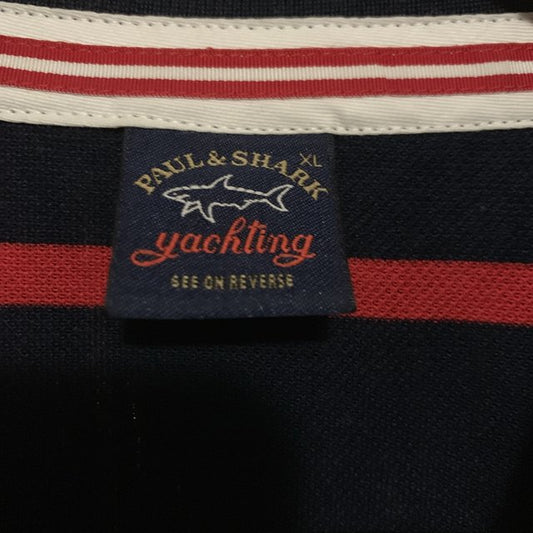 XL
PAUL & SHARK
yachting
SEE ON REVERSE